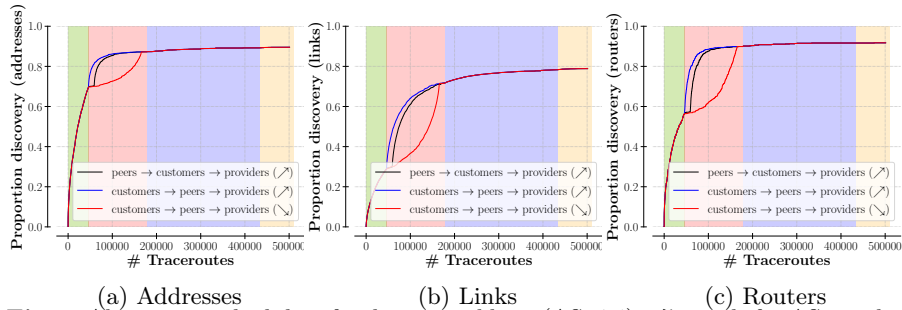 Proportion discovery (addresses)
1.0
0.8
0.6
0.4
0.2
0.0
peers → customers → providers (↗)
customers → peers → providers (↗)
customers → peers → providers (↘)
0 100000 200000 300000 400000 500000
# Traceroutes
(a) Addresses
Proportion discovery (links)
1.0
0.8
0.6
0.4
0.2
0.0
peers → customers → providers (↗)
customers → peers → providers (↗)
customers → peers → providers (↘)
0 100000 200000 300000 400000 50000
# Traceroutes
(b) Links
Proportion discovery (routers)
1.0
0.8
0.6
0.4
0.2
0.0
peers → customers → providers (↗)
customers → peers → providers (↗)
customers → peers → providers (↘)
0 100000 200000 300000 400000 500000
# Traceroutes
(c) Routers